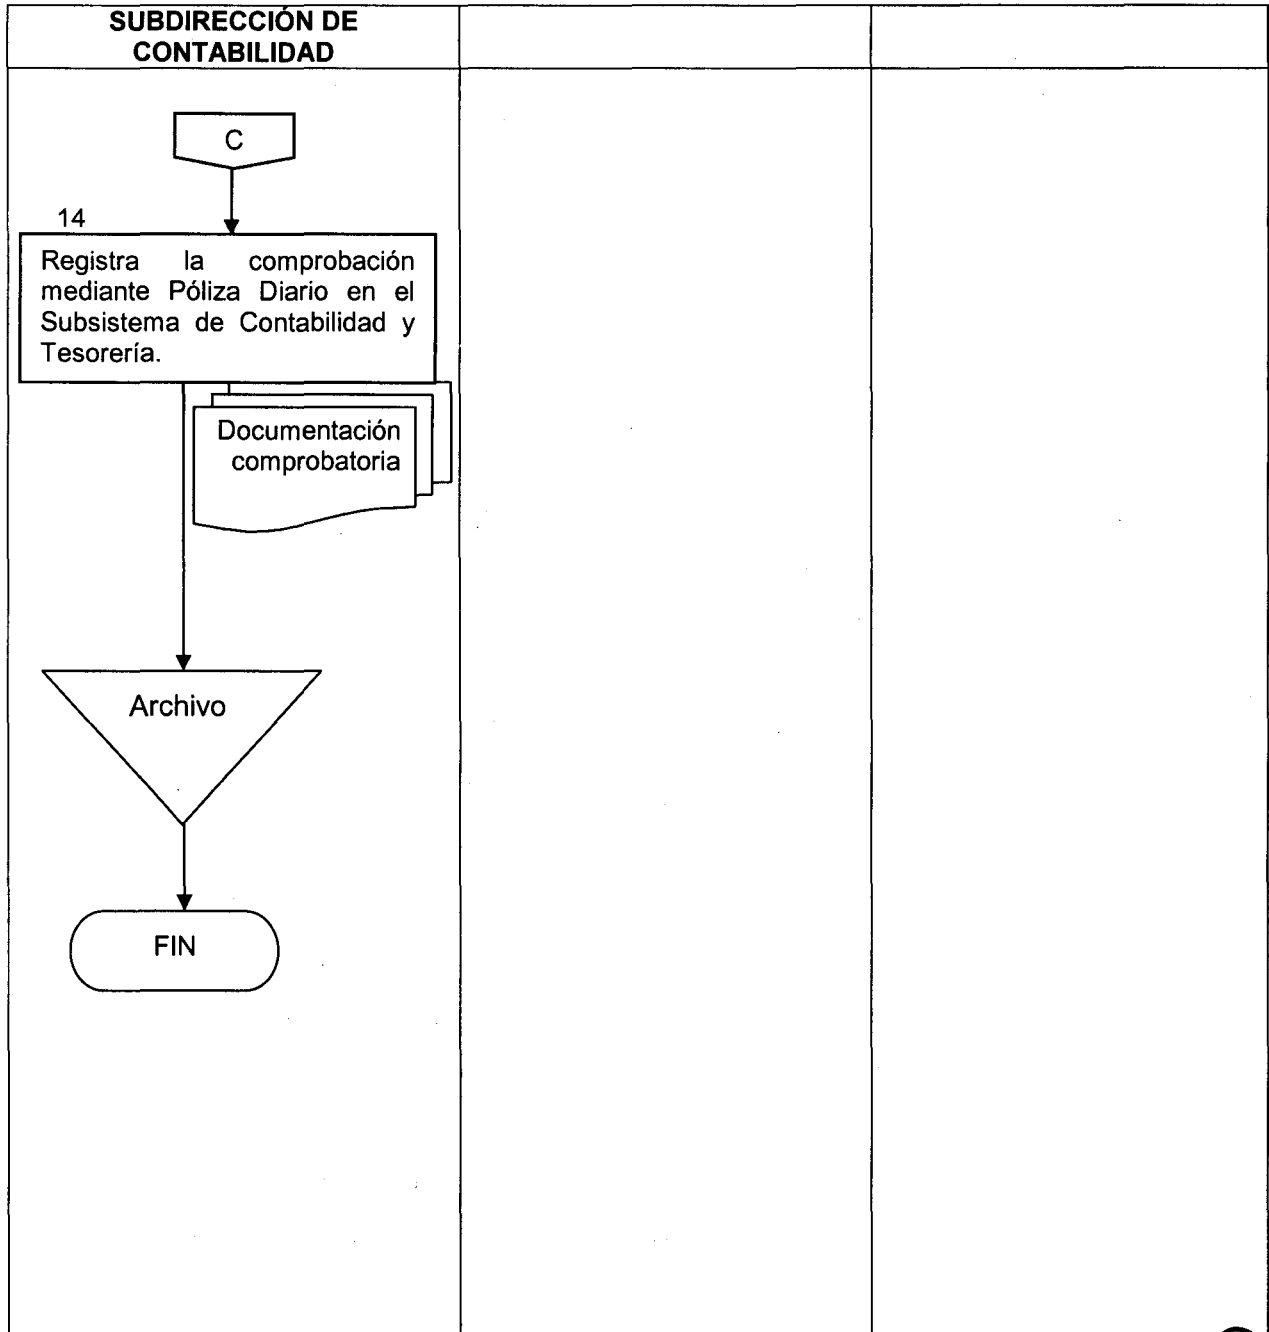 SUBDIRECCIÓN DE
CONTABILIDAD
C
14
Registra la comprobación
mediante Póliza Diario en el
Subsistema de Contabilidad y
Tesorería.
Documentación
comprobatoria
Archivo
FIN